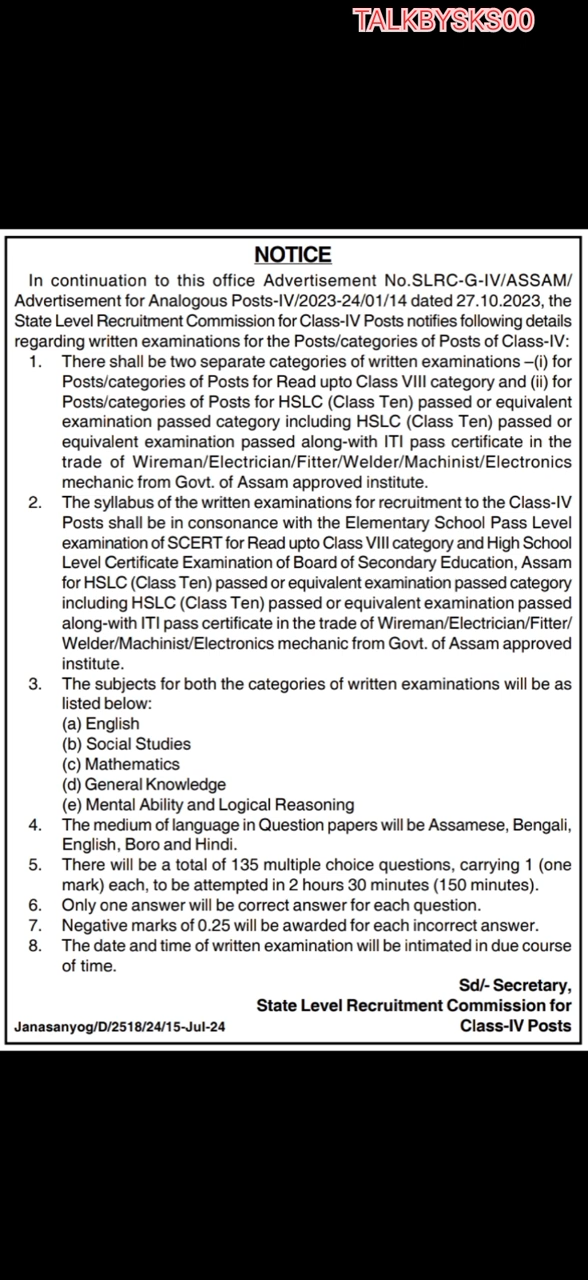 TALKBYSKS00
NOTICE
In continuation to this office Advertisement No.SLRC-G-IV/ASSAM/
Advertisement for Analogous Posts-IV/2023-24/01/14 dated 27.10.2023, the
State Level Recruitment Commission for Class-IV Posts notifies following details
regarding written examinations for the Posts/categories of Posts of Class-IV:
1. There shall be two separate categories of written examinations –(i) for
Posts/categories of Posts for Read upto Class VIII category and (ii) for
Posts/categories of Posts for HSLC (Class Ten) passed or equivalent
examination passed category including HSLC (Class Ten) passed or
equivalent examination passed along-with ITI pass certificate in the
trade of Wireman/Electrician/Fitter/Welder/Machinist/Electronics
mechanic from Govt. of Assam approved institute.
2. The syllabus of the written examinations for recruitment to the Class-IV
Posts shall be in consonance with the Elementary School Pass Level
examination of SCERT for Read upto Class VIII category and High School
Level Certificate Examination of Board of Secondary Education, Assam
for HSLC (Class Ten) passed or equivalent examination passed category
including HSLC (Class Ten) passed or equivalent examination passed
along-with ITI pass certificate in the trade of Wireman/Electrician/Fitter/
Welder/Machinist/Electronics mechanic from Govt. of Assam approved
institute.
3. The subjects for both the categories of written examinations will be as
listed below:
(a) English
(b) Social Studies
(c) Mathematics
(d) General Knowledge
(e) Mental Ability and Logical Reasoning
4. The medium of language in Question papers will be Assamese, Bengali,
English, Boro and Hindi.
5. There will be a total of 135 multiple choice questions, carrying 1 (one
mark) each, to be attempted in 2 hours 30 minutes (150 minutes).
6. Only one answer will be correct answer for each question.
7. Negative marks of 0.25 will be awarded for each incorrect answer.
8. The date and time of written examination will be intimated in due course
of time.
Sd/- Secretary,
State Level Recruitment Commission for
Janasanyog/D/2518/24/15-Jul-24 Class-IV Posts